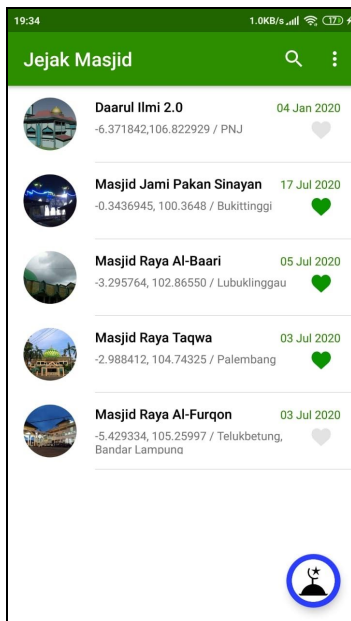 19:34
1.0KB/s
17
Jejak Masjid
Daarul Ilmi 2.0
04 Jan 2020
-6.371842,106.822929 / PNJ
Masjid Jami Pakan Sinayan
17 Jul 2020
-0.3436945, 100.3648 / Bukittinggi
Masjid Raya Al-Baari
05 Jul 2020
-3.295764, 102.86550 / Lubuklinggau
Masjid Raya Taqwa
03 Jul 2020
-2.988412, 104.74325 / Palembang
Masjid Raya Al-Furqon
03 Jul 2020
-5.429334, 105.25997 / Telukbetung,
Bandar Lampung